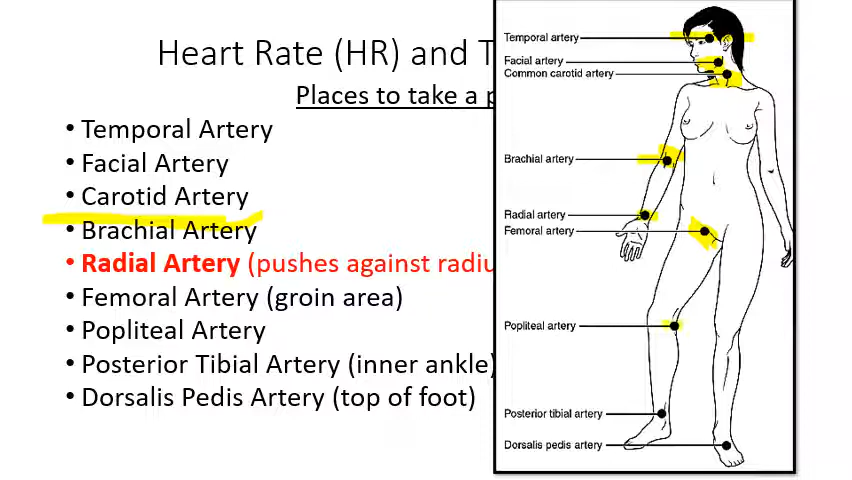 Heart Rate (HR) and T
Places to take a p
• Temporal Artery
• Facial Artery
• Carotid Artery
• Brachial Artery
• Radial Artery (pushes against radiu
• Femoral Artery (groin area)
• Popliteal Artery
• Posterior Tibial Artery (inner ankle)
• Dorsalis Pedis Artery (top of foot)
Temporal artery
Facial artery
Common carotid artery
Brachial artery
Radial artery
Femoral artery
Popliteal artery
Posterior tibial artery
Dorsalis pedis artery